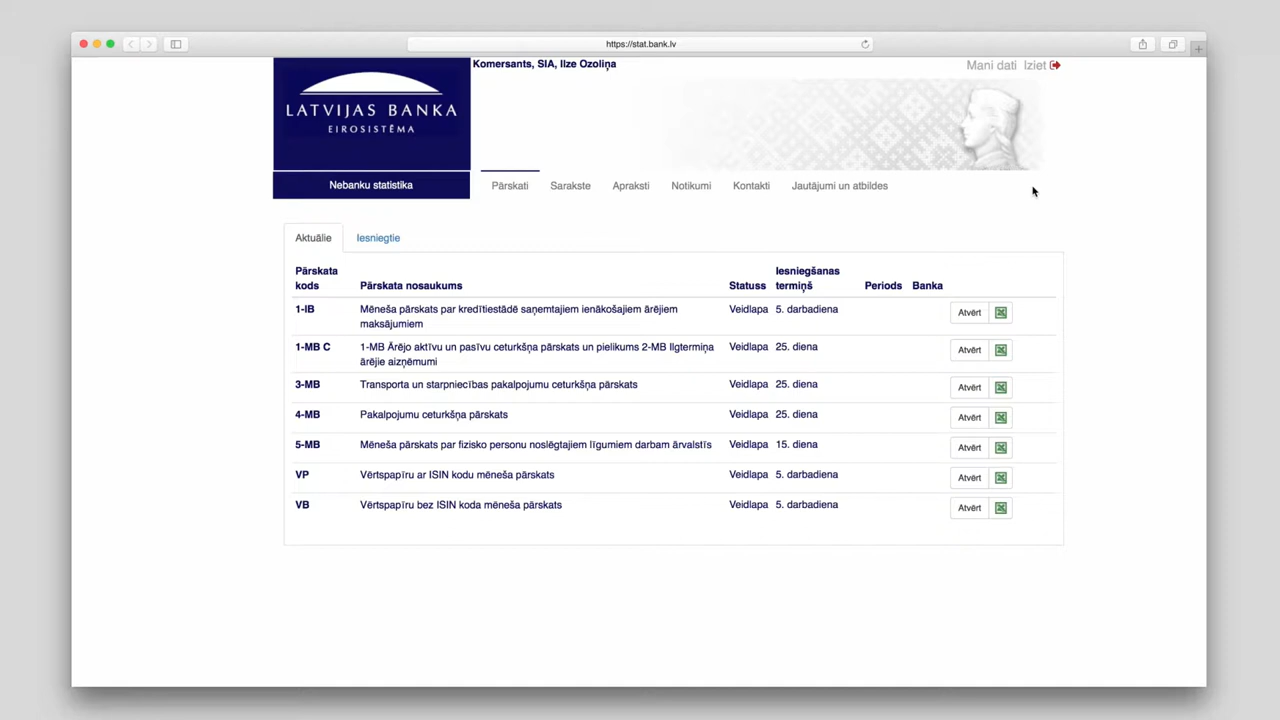 https://stat.bank.lv
Komersants, SIA, Ilze Ozoliņa
Mani dati Iziet
LATVIJAS BANKA
EIROSISTĒMA
Nebanku statistika
Pārskati Sarakste Apraksti Notikumi Kontakti Jautājumi un atbildes
Aktuālie Iesniegtie
Pārskata kods Pārskata nosaukums Statuss Iesniegšanas termiņš Periods Banka
1-IB Mēneša pārskats par kredītiestādē saņemtajiem ienākošajiem ārējiem Veidlapa 5. darbadiena Atvērt
maksājumiem
1-MB C 1-MB Ārējo aktīvu un pasīvu ceturkšņa pārskats un pielikums 2-MB Ilgtermiņa Veidlapa 25. diena Atvērt
ārējie aizņēmumi
3-MB Transporta un starpniecības pakalpojumu ceturkšņa pārskats Veidlapa 25. diena Atvērt
4-MB Pakalpojumu ceturkšņa pārskats Veidlapa 25. diena Atvērt
5-MB Mēneša pārskats par fizisko personu noslēgtajiem līgumiem darbam ārvalstīs Veidlapa 15. diena Atvērt
VP Vērtspapīru ar ISIN kodu mēneša pārskats Veidlapa 5. darbadiena Atvērt
VB Vērtspapīru bez ISIN koda mēneša pārskats Veidlapa 5. darbadiena Atvērt